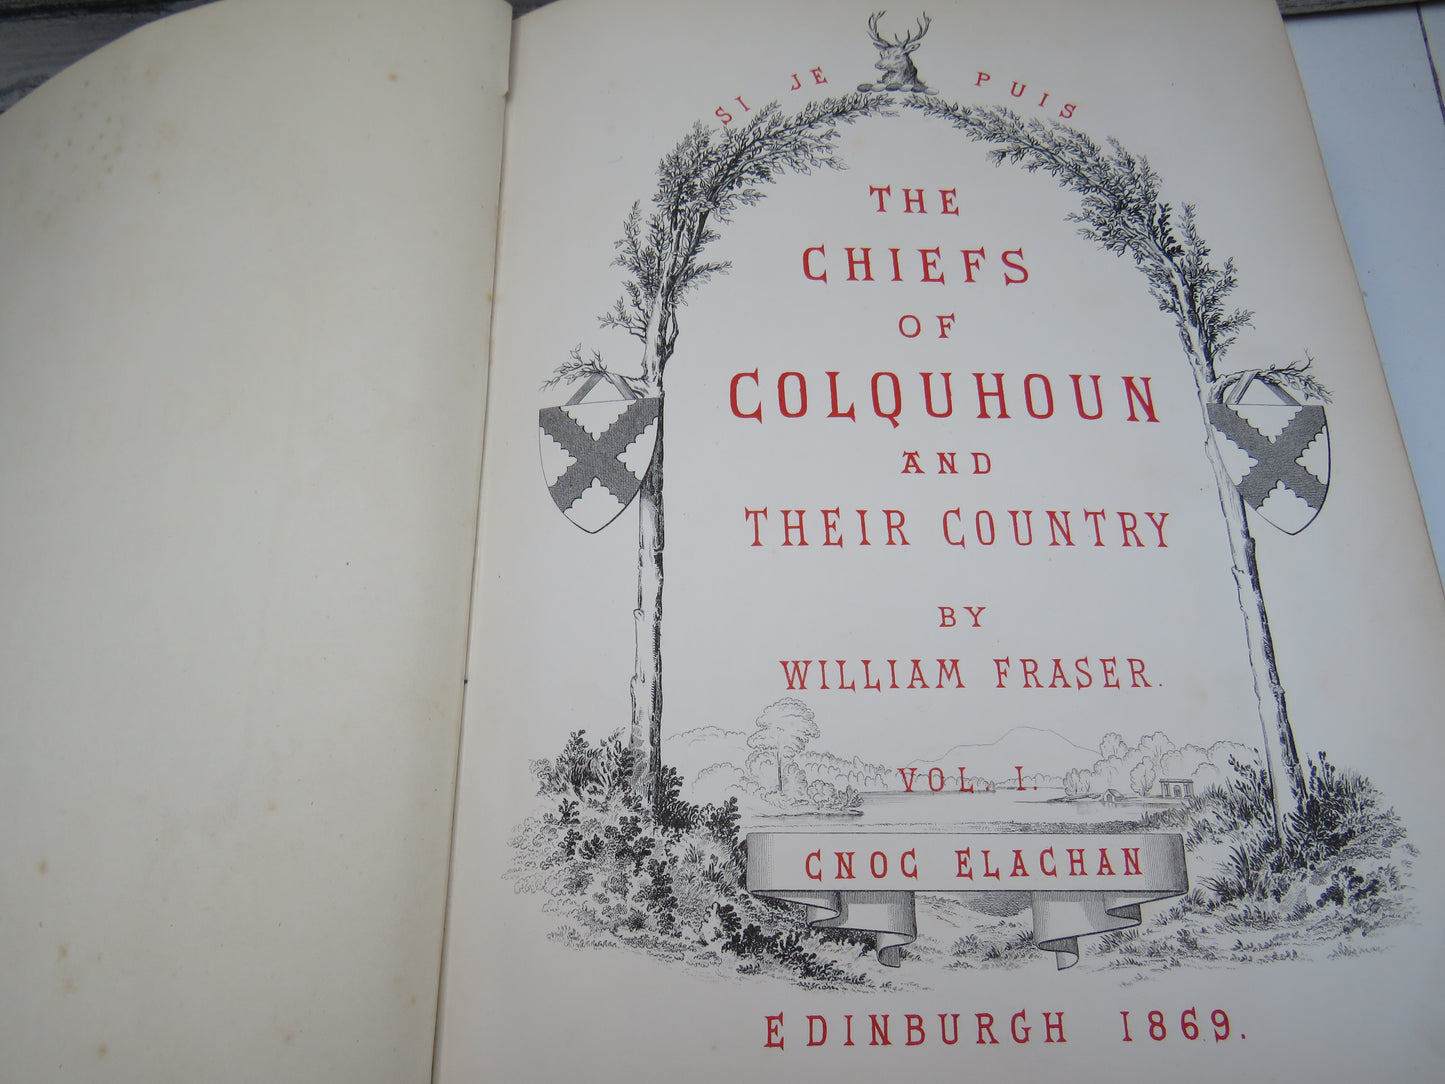 SI JE PUIS
THE
CHIEFS
OF
COLQUHOUN
AND
THEIR COUNTRY
BY
WILLIAM FRASER.
VOL. I.
CNOC ELACHAN
EDINBURGH 1869.